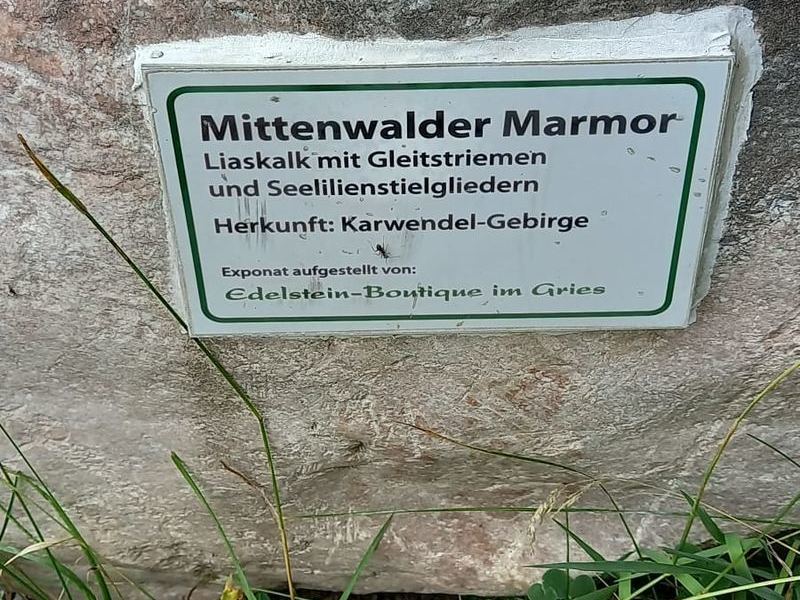 Mittenwalder Marmor
Liaskalk mit Gleitstriemen
und Seelilienstielgliedern
Herkunft: Karwendel-Gebirge
Exponat aufgestellt von:
Edelstein-Boutique im Gries